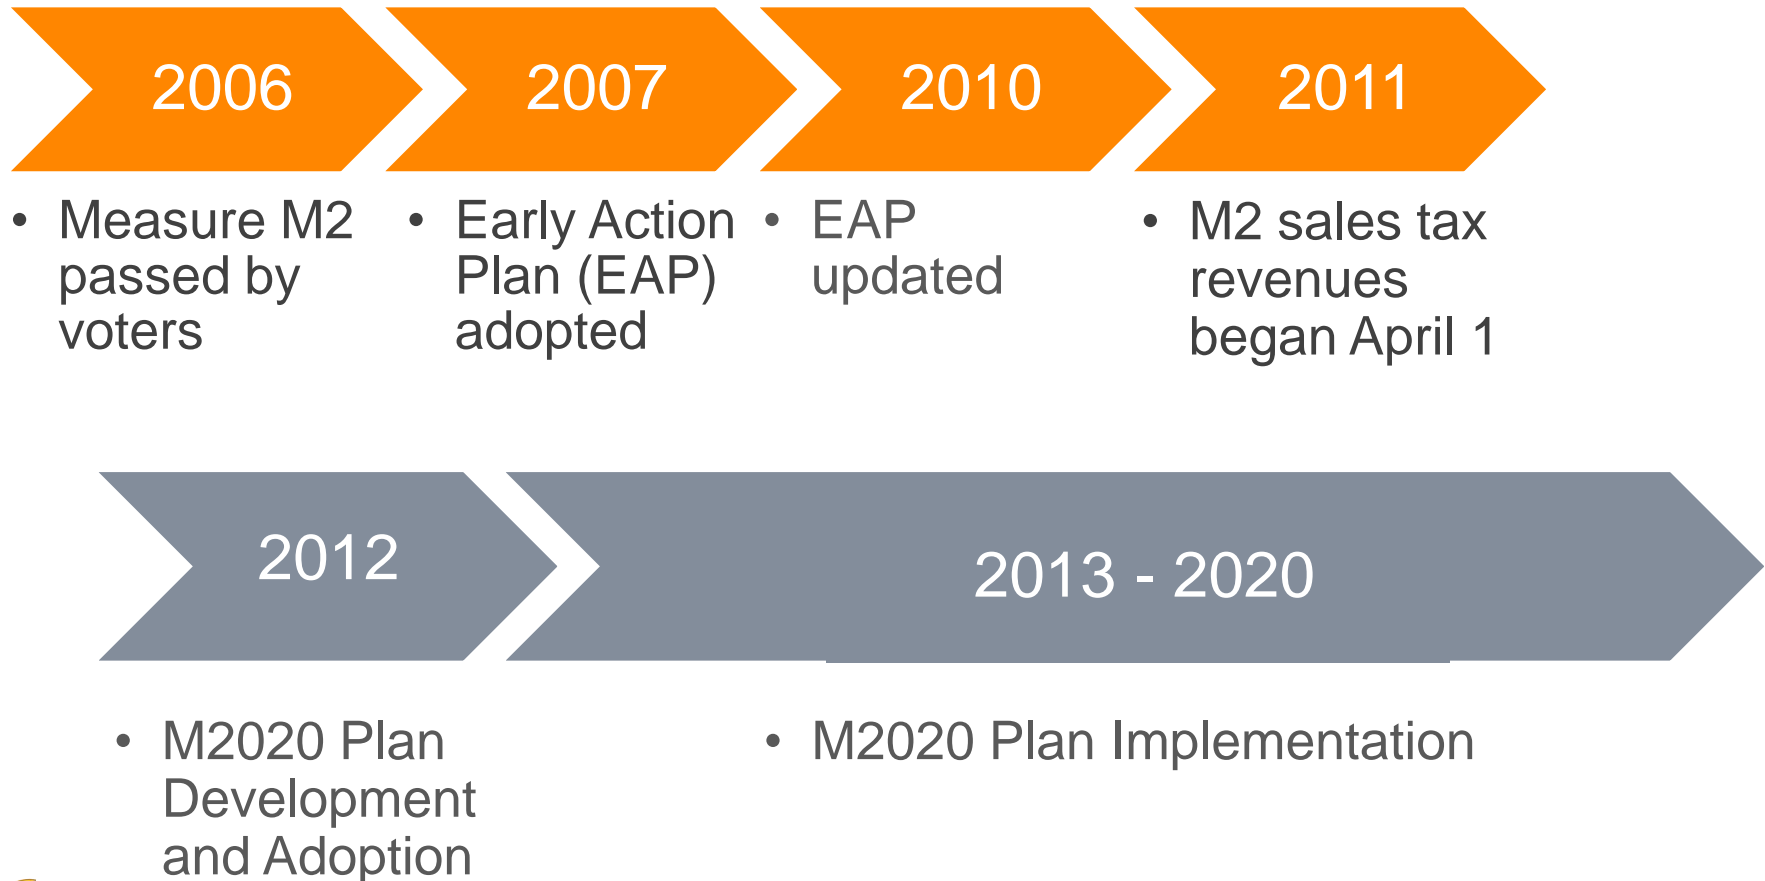 2006
2007
2010
2011
• Measure M2
passed by
voters
• Early Action
Plan (EAP)
adopted
• EAP
updated
• M2 sales tax
revenues
began April 1
2012
2013 - 2020
• M2020 Plan
Development
and Adoption
• M2020 Plan Implementation